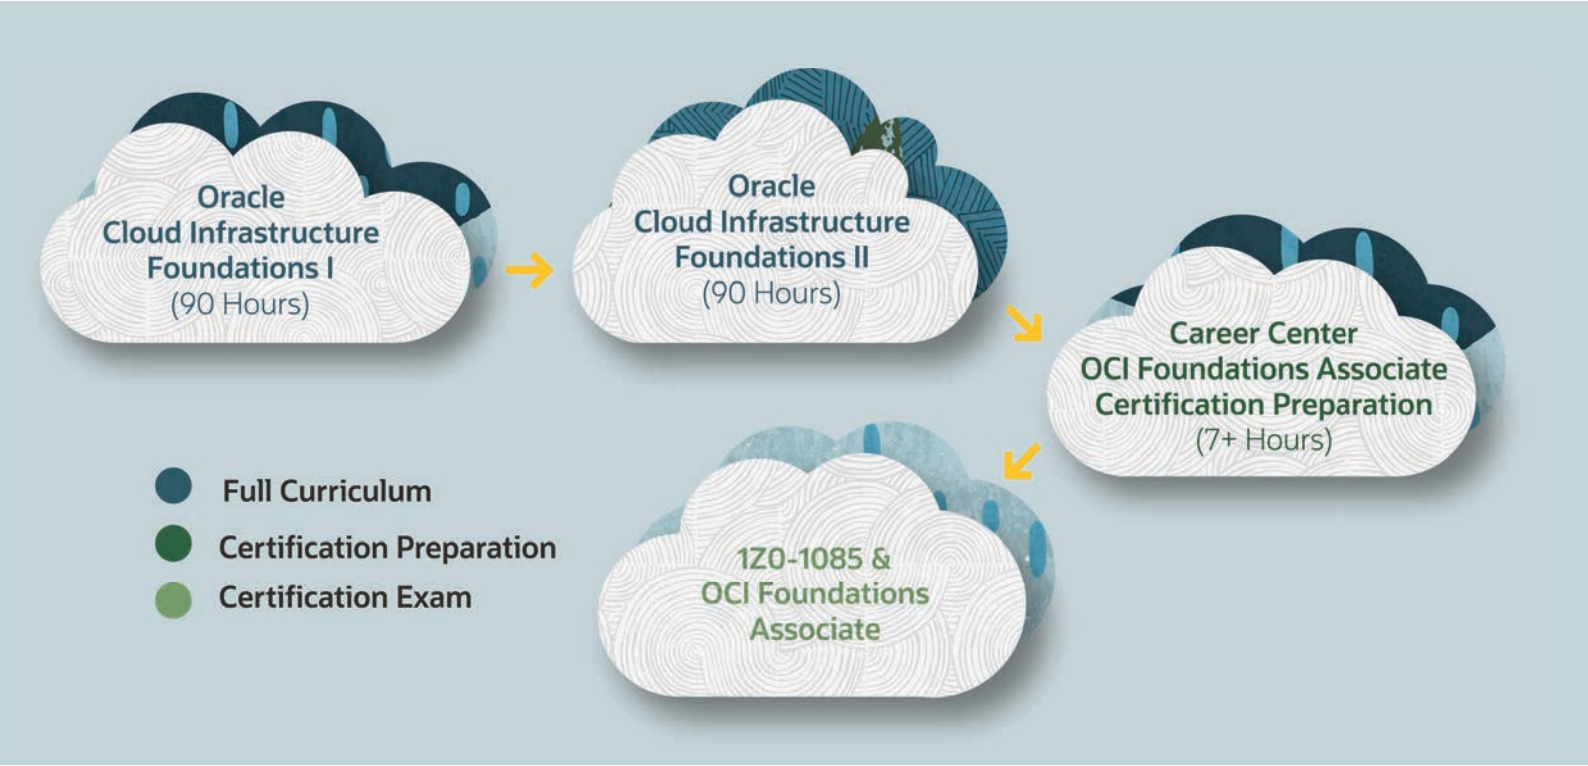 Oracle
Cloud Infrastructure
Foundations I
(90 Hours)
Oracle
Cloud Infrastructure
Foundations II
(90 Hours)
Career Center
OCI Foundations Associate
Certification Preparation
(7+ Hours)
1Z0-1085 &
OCI Foundations
Associate
Full Curriculum
Certification Preparation
Certification Exam